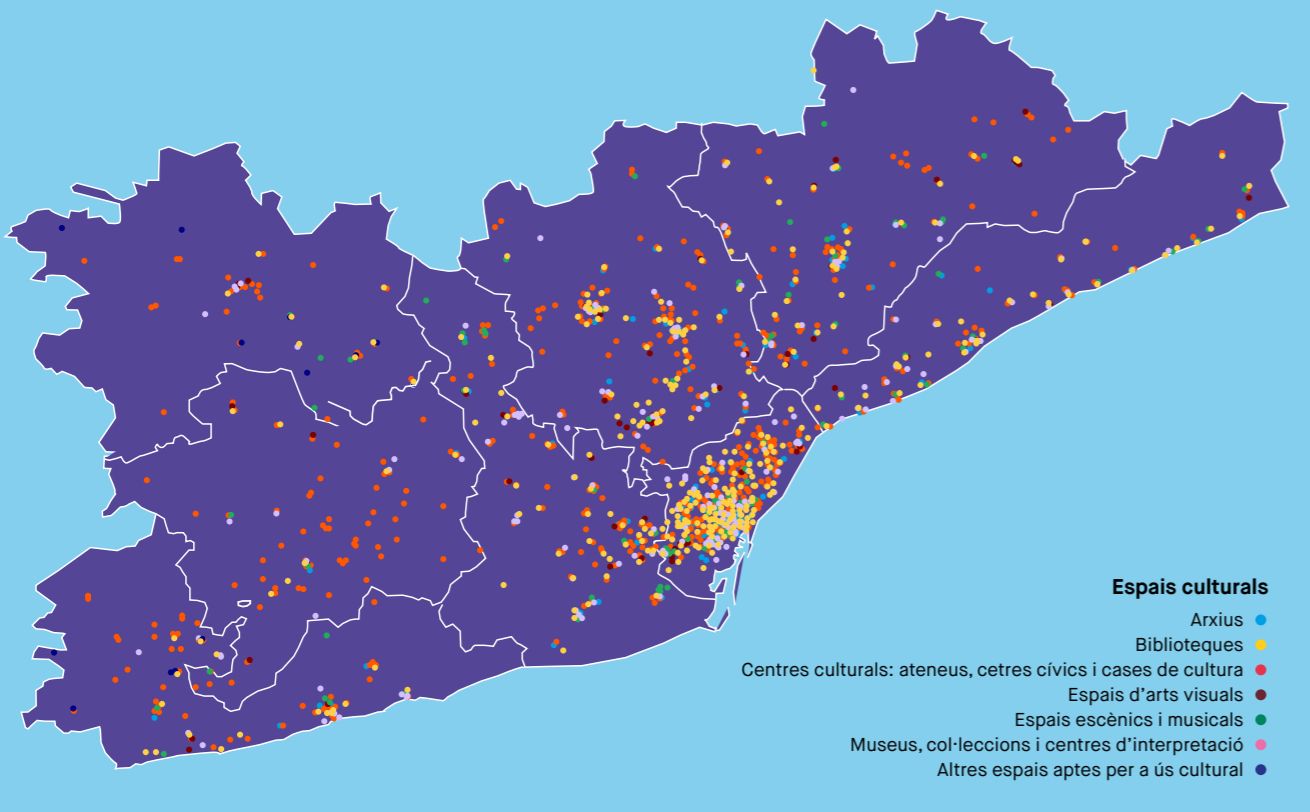 Espais culturals
Arxius
Biblioteques
Centres culturals: ateneus, cetres cívics i cases de cultura
Espais d'arts visuals
Espais escènics i musicals
Museus, col·leccions i centres d'interpretació
Altres espais aptes per a ús cultural